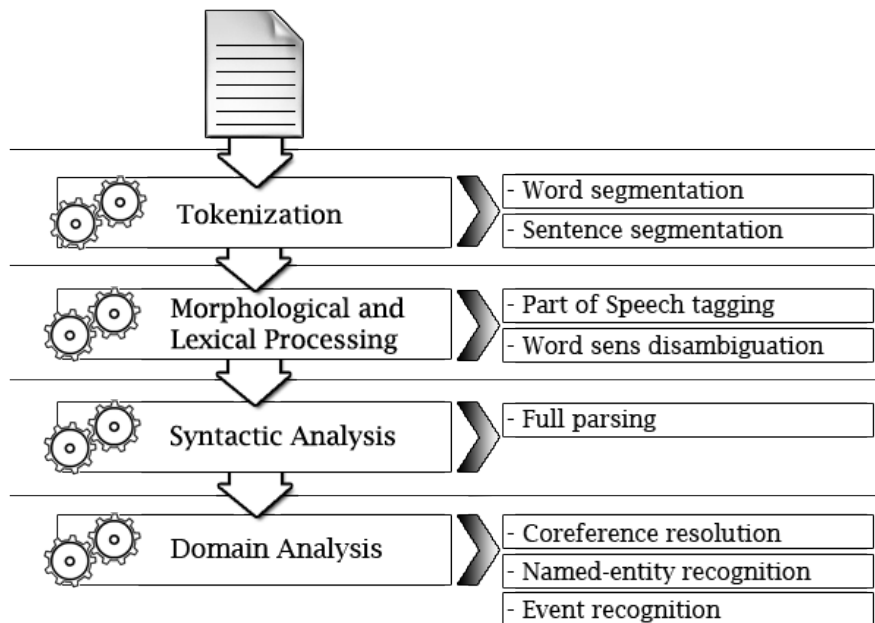 Tokenization
- Word segmentation
- Sentence segmentation
Morphological and
Lexical Processing
- Part of Speech tagging
- Word sens disambiguation
Syntactic Analysis
- Full parsing
Domain Analysis
- Coreference resolution
- Named-entity recognition
- Event recognition